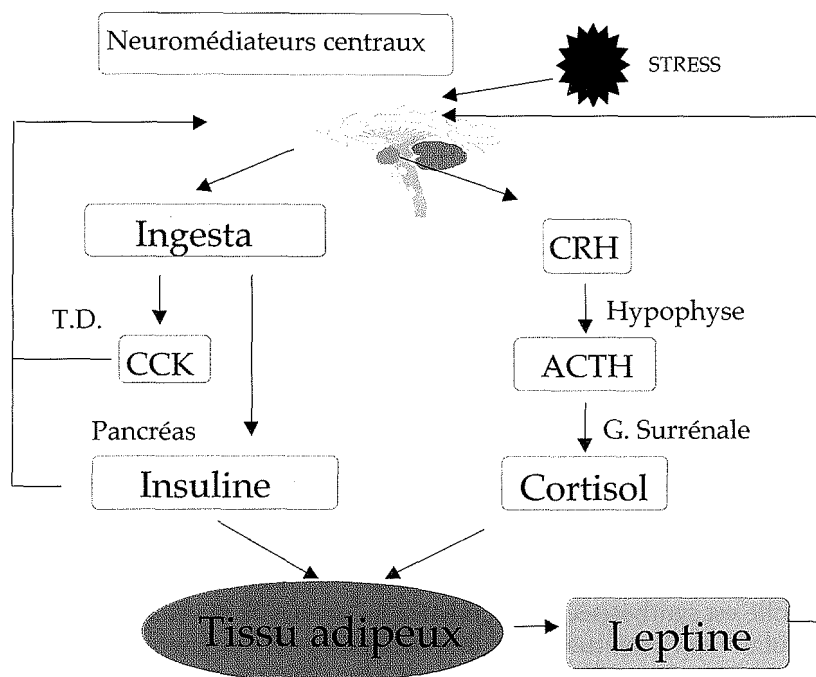 Neuromédiateurs centraux
STRESS
Ingesta
CRH
T.D.
Hypophyse
CCK
ACTH
Pancréas
G. Surrénale
Insuline
Cortisol
Tissu adipeux
Leptine